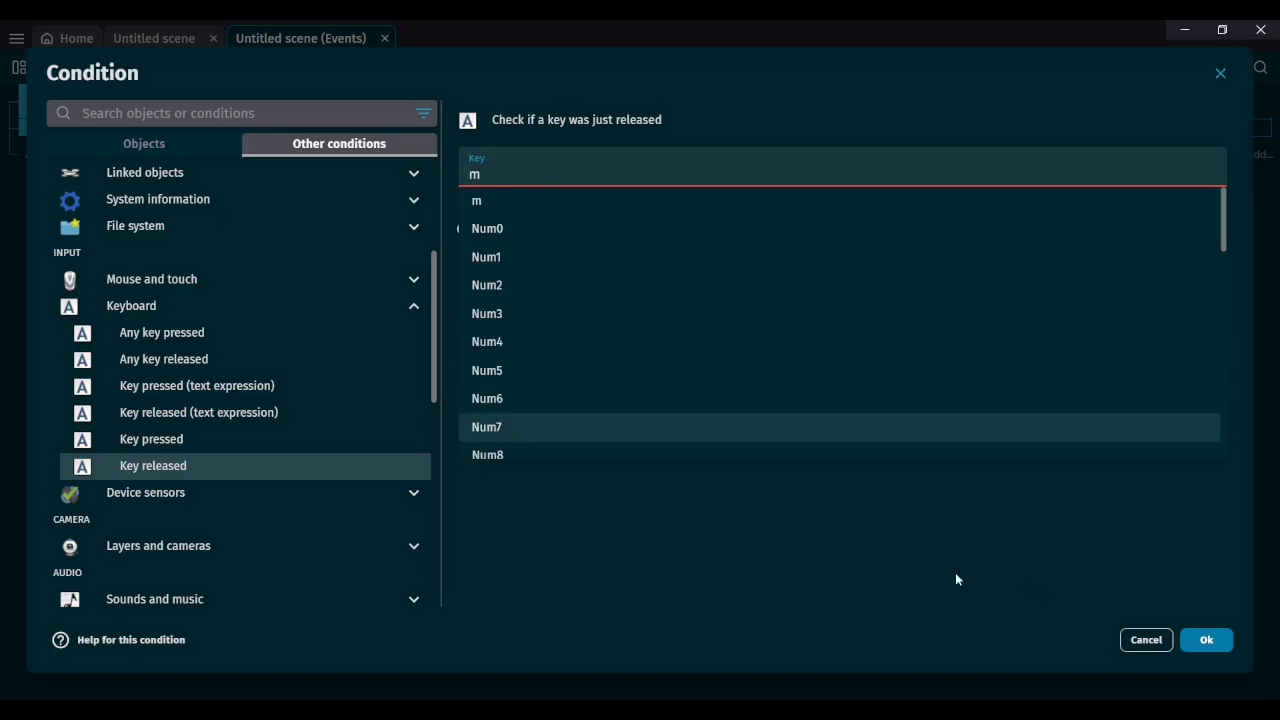 Home
Untitled scene
Untitled scene (Events)
Condition
Search objects or conditions
Objects
Other conditions
Linked objects
System information
File system
INPUT
Mouse and touch
Keyboard
Any key pressed
Any key released
Key pressed (text expression)
Key released (text expression)
Key pressed
Key released
Device sensors
CAMERA
Layers and cameras
AUDIO
Sounds and music
Help for this condition
Check if a key was just released
Key
m
m
Num0
Num1
Num2
Num3
Num4
Num5
Num6
Num7
Num8
Cancel
Ok